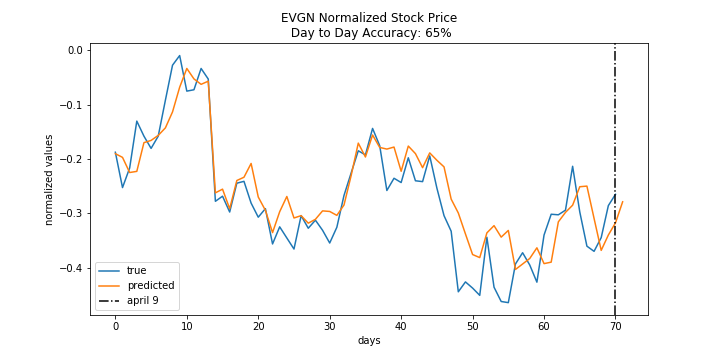 EVGN Normalized Stock Price
Day to Day Accuracy: 65%
normalized values
0.0
−0.1
−0.2
−0.3
−0.4
true
predicted
april 9
0 10 20 30 40 50 60 70
days